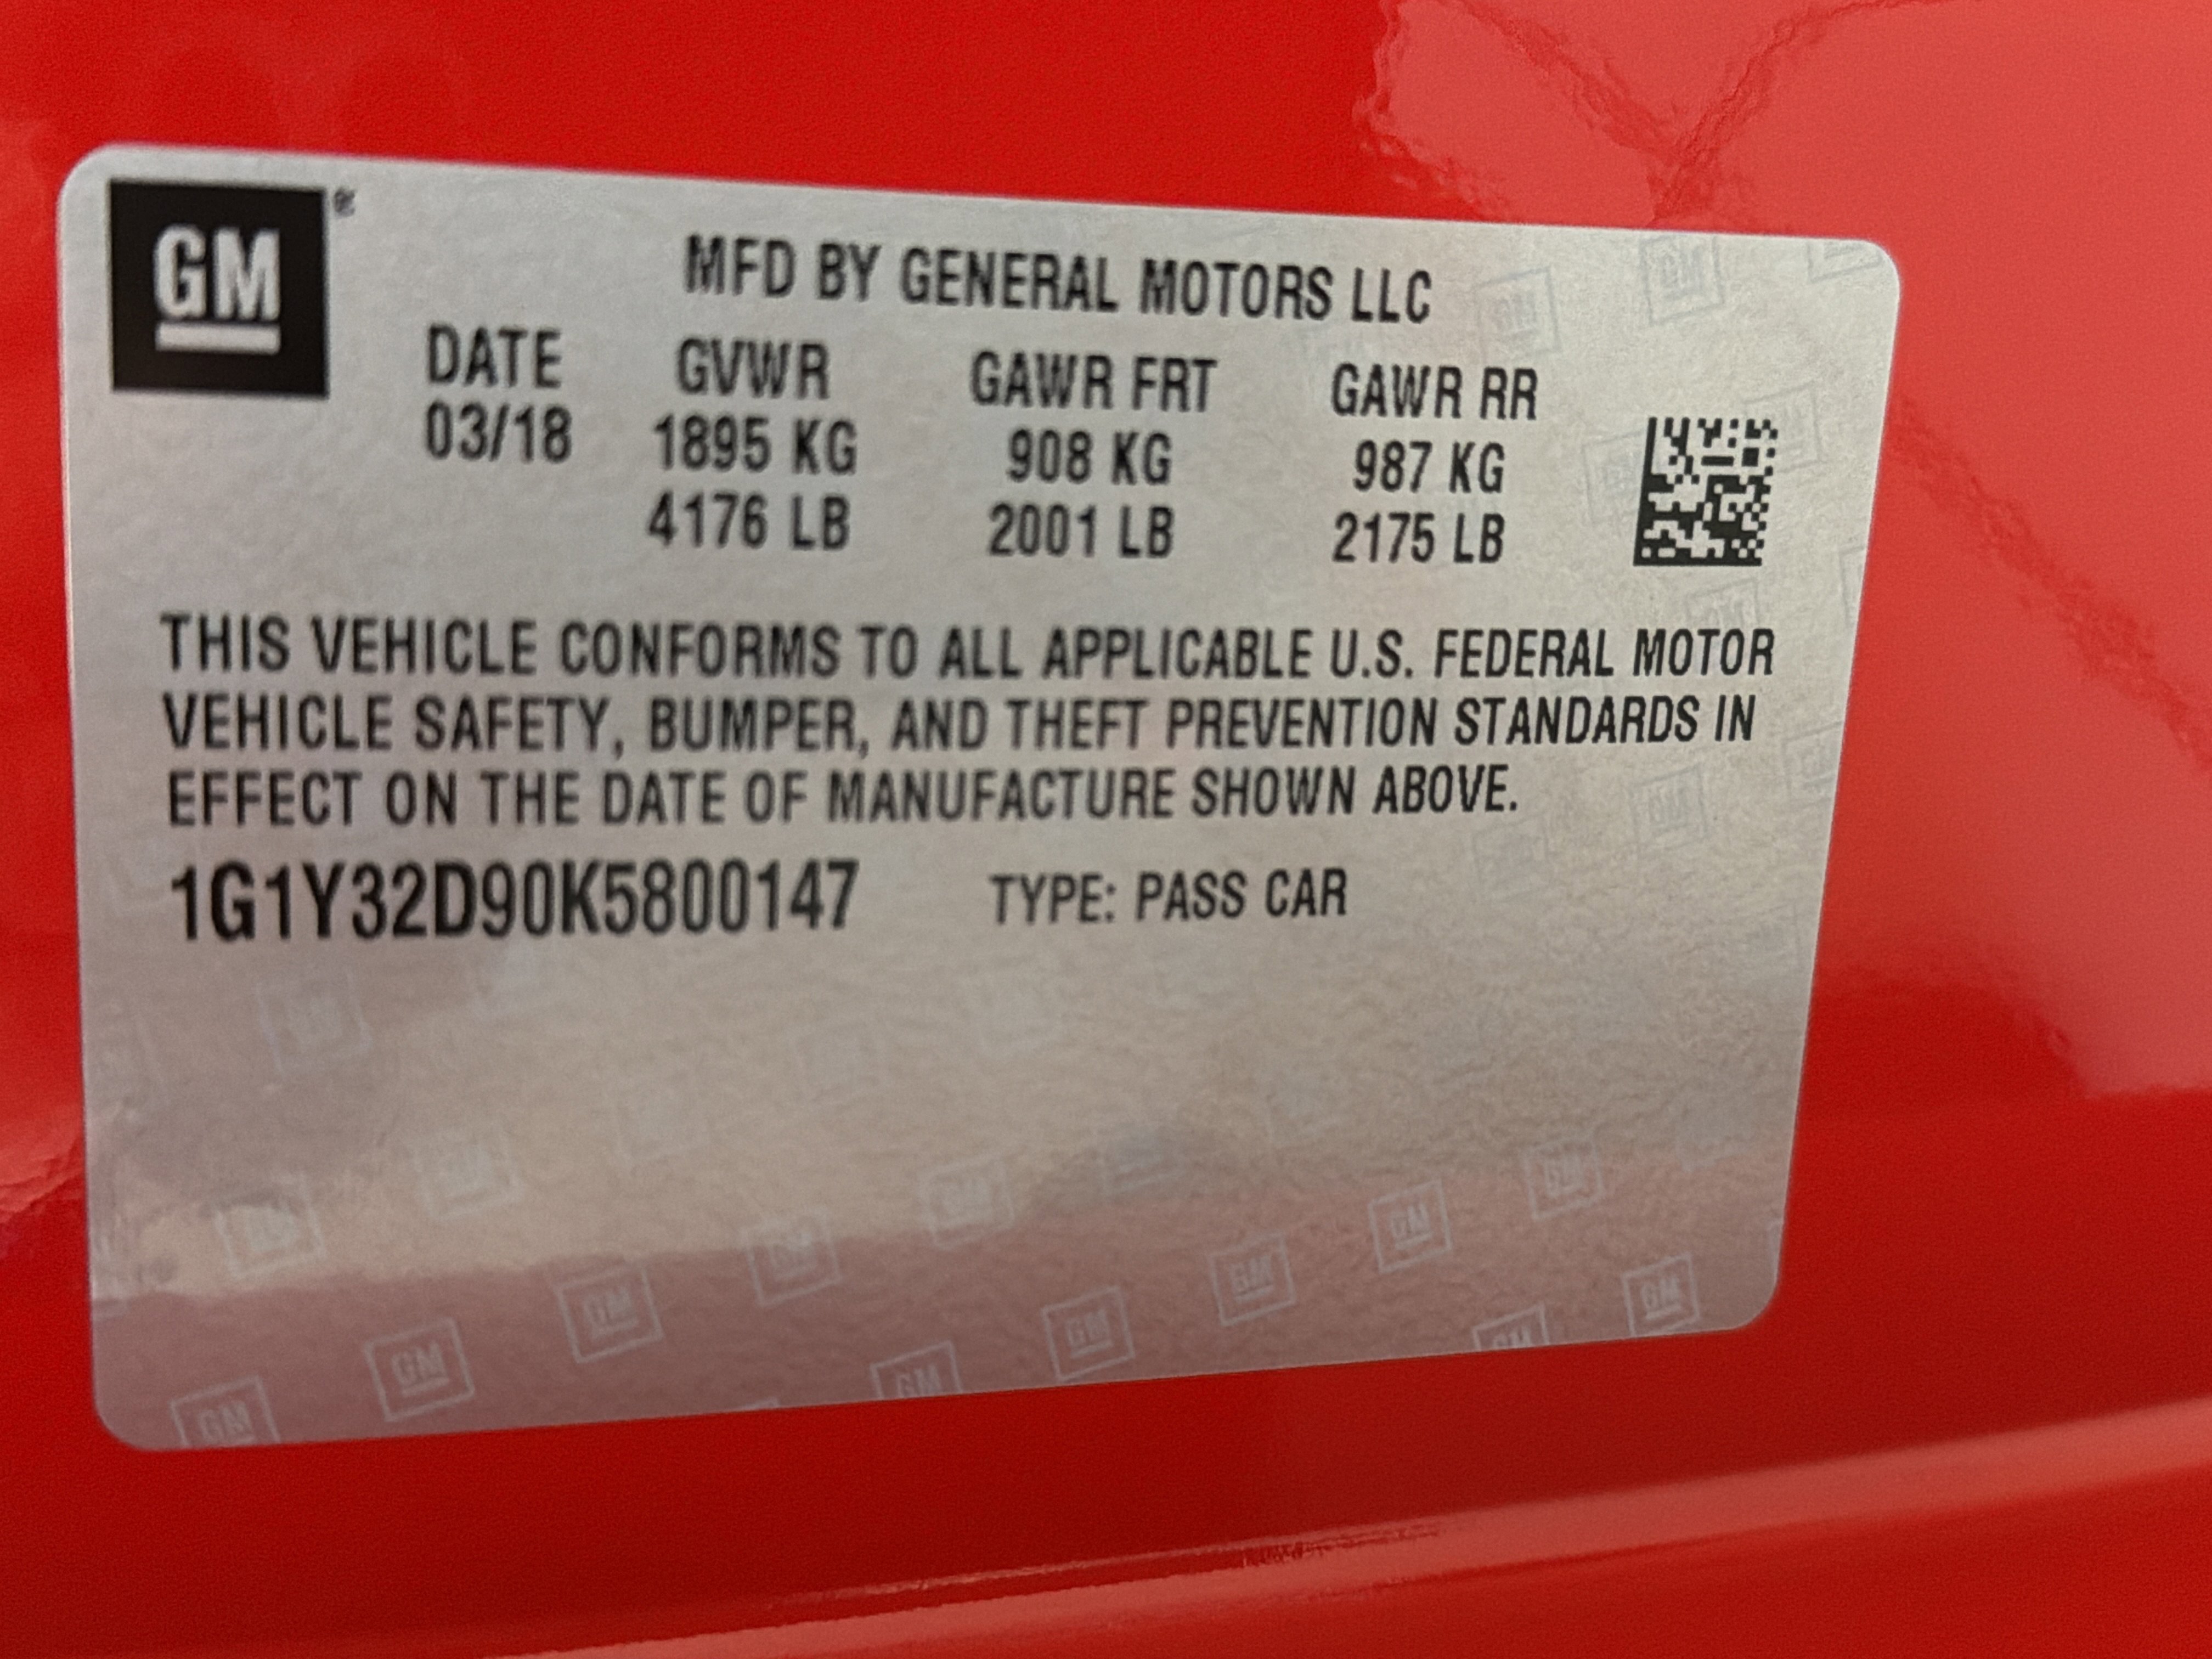 GM
MFD BY GENERAL MOTORS LLC
DATE GVWR GAWR FRT GAWR RR
03/18 1895 KG 908 KG 987 KG
4176 LB 2001 LB 2175 LB
THIS VEHICLE CONFORMS TO ALL APPLICABLE U.S. FEDERAL MOTOR
VEHICLE SAFETY, BUMPER, AND THEFT PREVENTION STANDARDS IN
EFFECT ON THE DATE OF MANUFACTURE SHOWN ABOVE.
1G1Y32D90K5800147 TYPE: PASS CAR